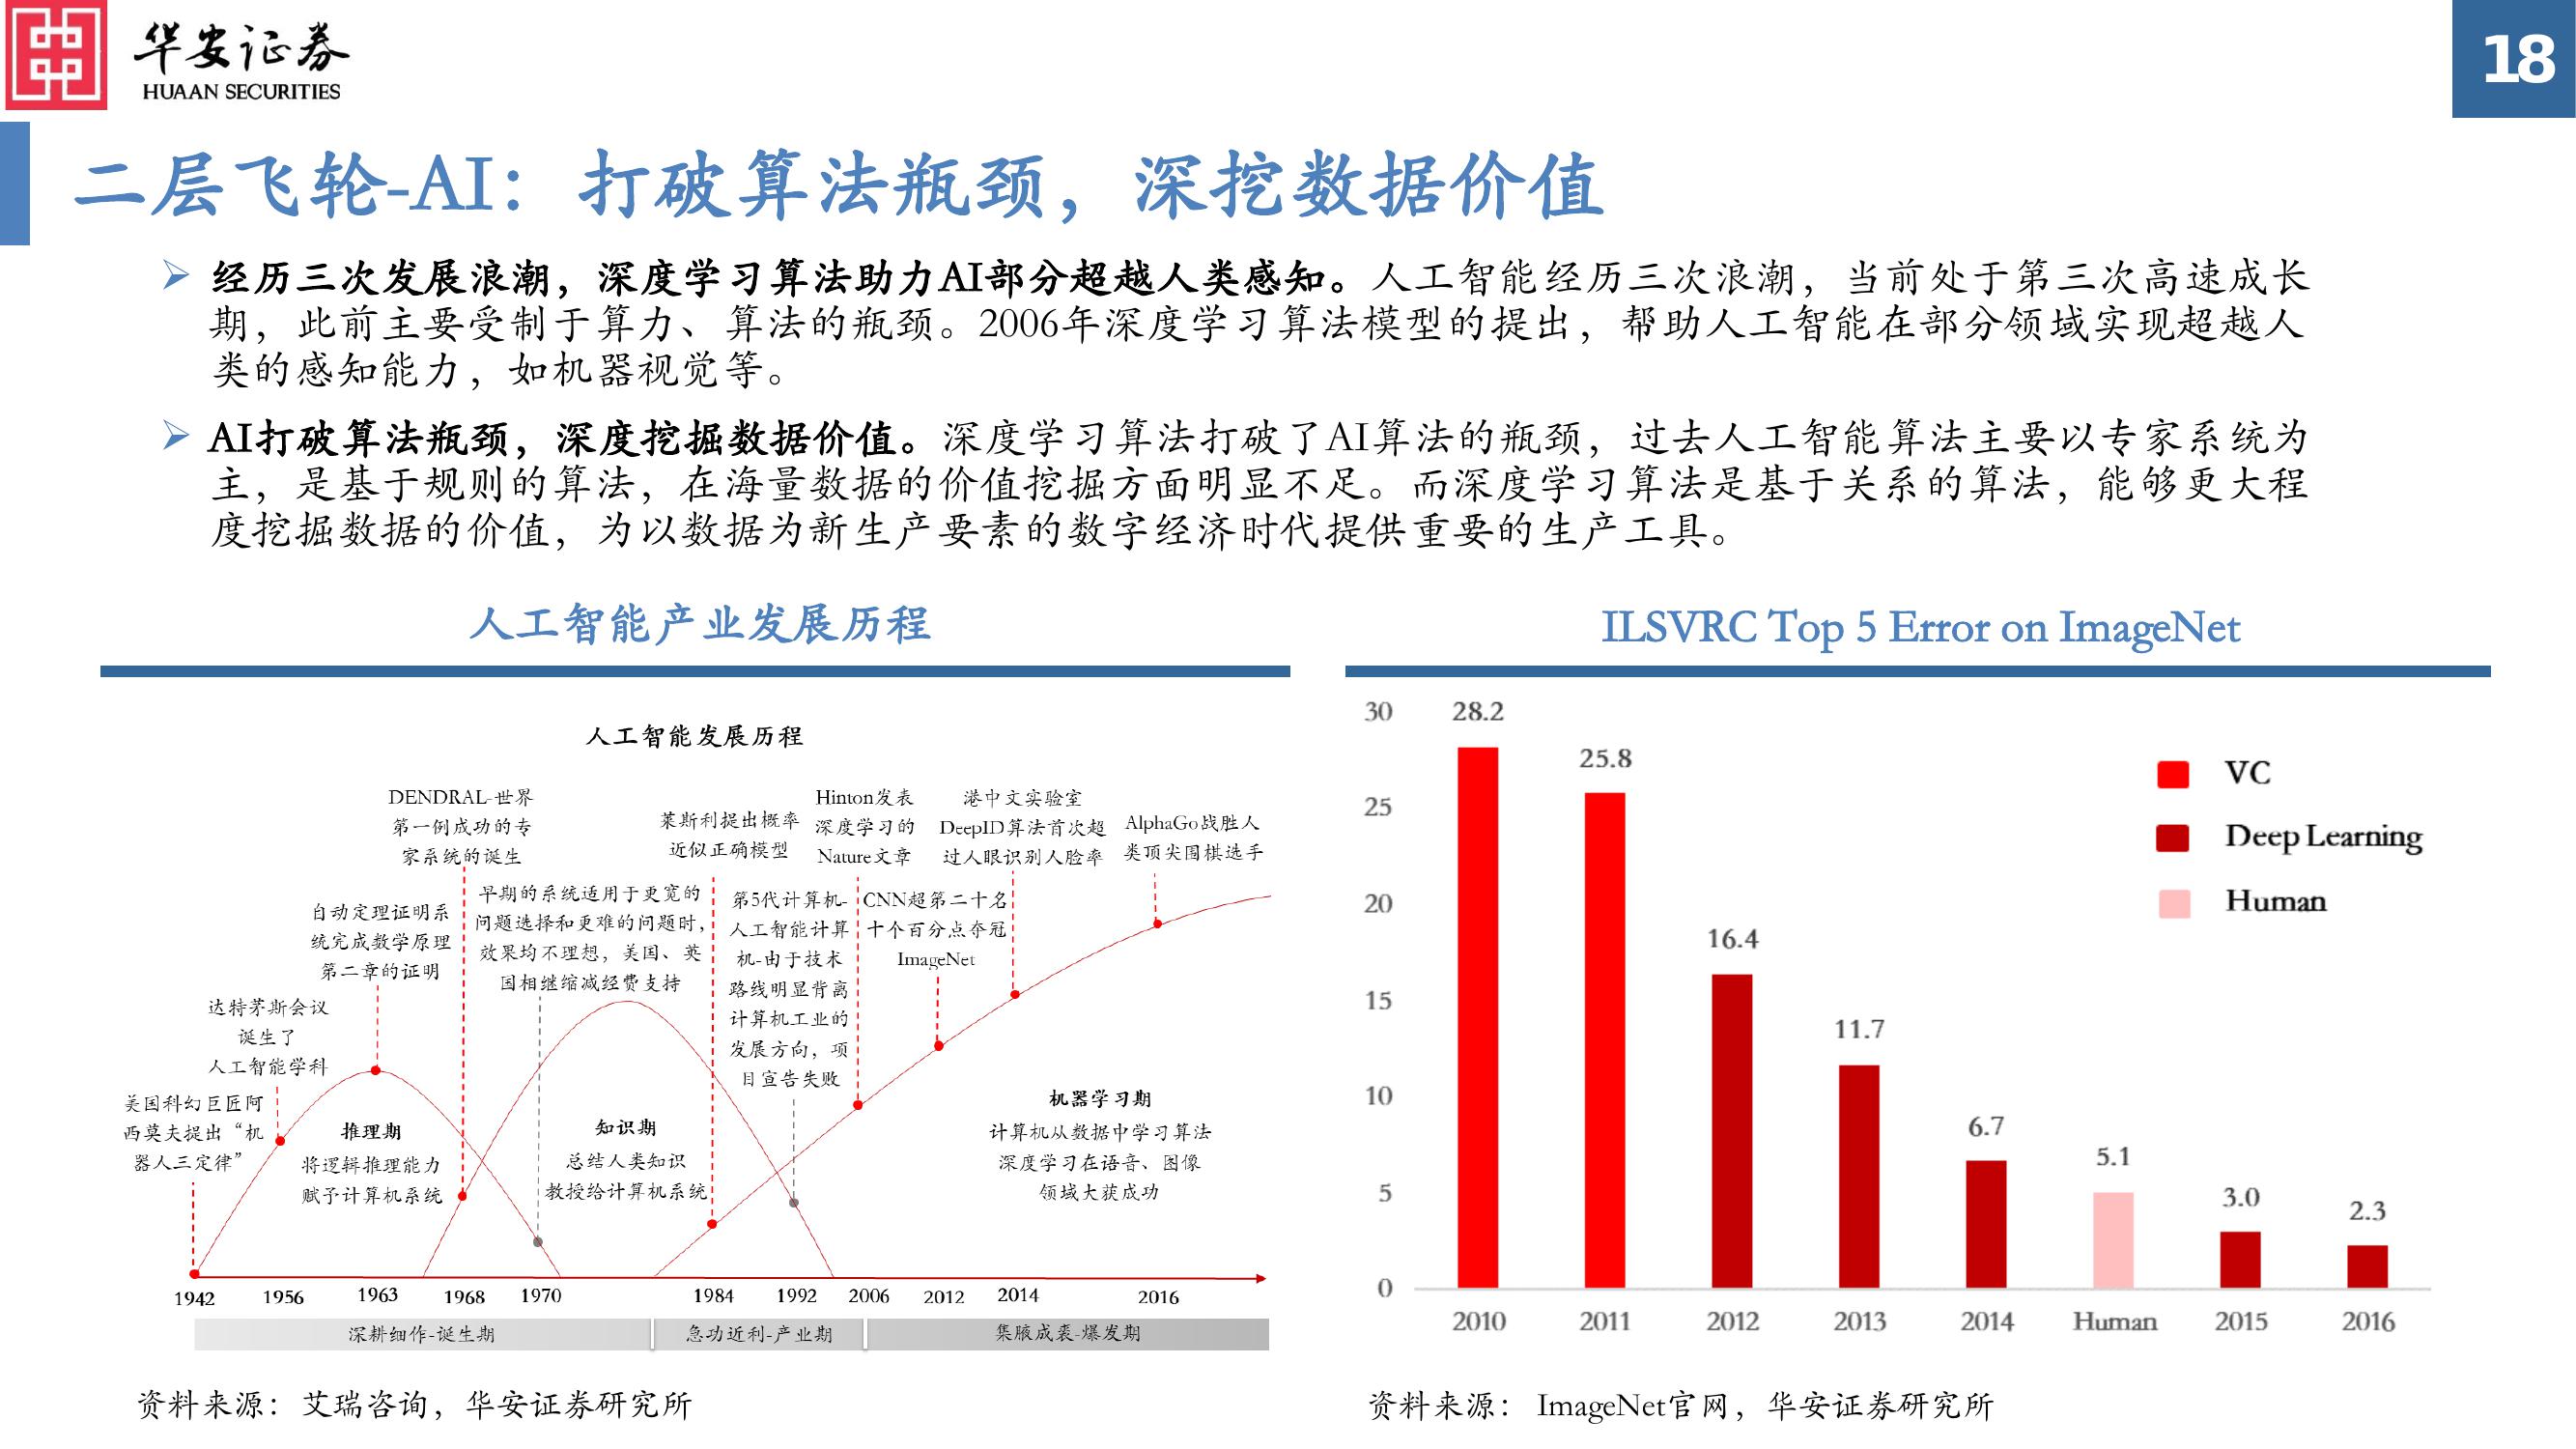 华安证券
HUAAN SECURITIES
18
二层飞轮-AI：打破算法瓶颈，深挖数据价值
经历三次发展浪潮，深度学习算法助力AI部分超越人类感知。人工智能经历三次浪潮，当前处于第三次高速成长
期，此前主要受制于算力、算法的瓶颈。2006年深度学习算法模型的提出，帮助人工智能在部分领域实现超越人
类的感知能力，如机器视觉等。
AI打破算法瓶颈，深度挖掘数据价值。深度学习算法打破了AI算法的瓶颈，过去人工智能算法主要以专家系统为
主，是基于规则的算法，在海量数据的价值挖掘方面明显不足。而深度学习算法是基于关系的算法，能够更大程
度挖掘数据的价值，为以数据为新生产要素的数字经济时代提供重要的生产工具。
人工智能产业发展历程
人工智能发展历程
美国科幻巨匠阿
西莫夫提出“机
器人三定律”
达特茅斯会议
诞生了
人工智能学科
自动定理证明系
统完成数学原理
第二章的证明
DENDRAL-世界
第一例成功的专
家系统的诞生
早期的系统适用于更宽的
问题选择和更难的问题时，
效果均不理想，美国、英
国相继缩减经费支持
莱斯利提出概率
近似正确模型
第5代计算机-
人工智能计算
机-由于技术
路线明显背离
计算机工业的
发展方向，项
目宣告失败
Hinton发表
深度学习的
Nature文章
CNN超第二十名
十个百分点夺冠
ImageNet
港中文实验室
DeepID算法首次超
过人眼识别人脸率
AlphaGo战胜人
类顶尖围棋选手
推理期
将逻辑推理能力
赋予计算机系统
知识期
总结人类知识
教授给计算机系统
机器学习期
计算机从数据中学习算法
深度学习在语音、图像
领域大获成功
1942 1956 1963 1968 1970 1984 1992 2006 2012 2014 2016
深耕细作-诞生期 急功近利-产业期 集腋成裘-爆发期
资料来源：艾瑞咨询，华安证券研究所
ILSVRC Top 5 Error on ImageNet
30
25
20
15
10
5
0
28.2
25.8
16.4
11.7
6.7
5.1
3.0
2.3
VC
Deep Learning
Human
2010 2011 2012 2013 2014 Human 2015 2016
资料来源： ImageNet官网，华安证券研究所